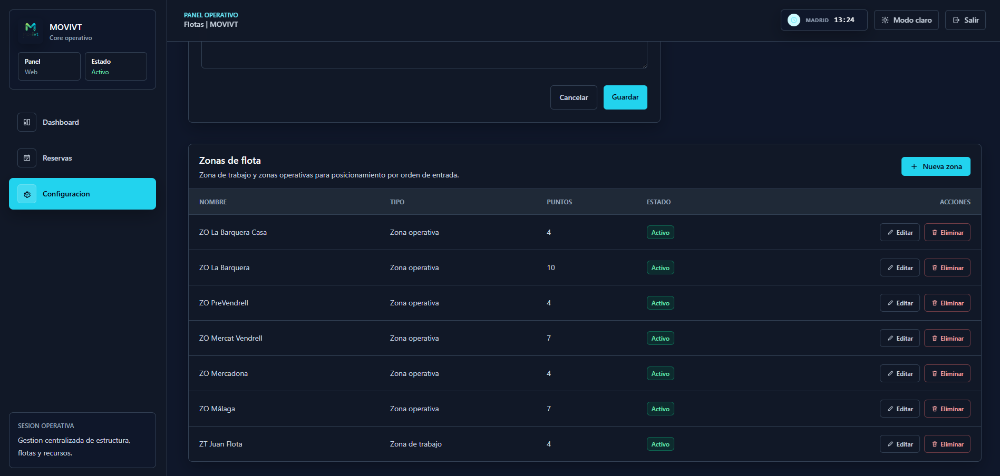 MOVIVT
Core operativo
ivt
Panel
Web
Estado
Activo
Dashboard
Reservas
Configuracion
SESION OPERATIVA
Gestion centralizada de estructura,
flotas y recursos.
PANEL OPERATIVO
Flotas | MOVIVT
MADRID 13:24
Modo claro
Salir
Cancelar
Guardar
Zonas de flota
Zona de trabajo y zonas operativas para posicionamiento por orden de entrada.
+ Nueva zona
NOMBRE TIPO PUNTOS ESTADO ACCIONES
ZO La Barquera Casa Zona operativa 4 Activo Editar Eliminar
ZO La Barquera Zona operativa 10 Activo Editar Eliminar
ZO PreVendrell Zona operativa 4 Activo Editar Eliminar
ZO Mercat Vendrell Zona operativa 7 Activo Editar Eliminar
ZO Mercadona Zona operativa 4 Activo Editar Eliminar
ZO Málaga Zona operativa 7 Activo Editar Eliminar
ZT Juan Flota Zona de trabajo 4 Activo Editar Eliminar